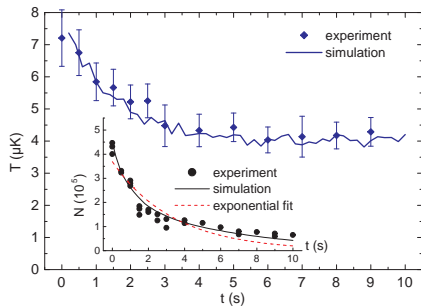 8
7
6
5
4
3
2
1
0
T (µK)
experiment
simulation
5
4
3
2
1
0
N (10⁵)
experiment
simulation
exponential fit
0 2 4 6 8 10
t (s)
0 1 2 3 4 5 6 7 8 9 10
t (s)